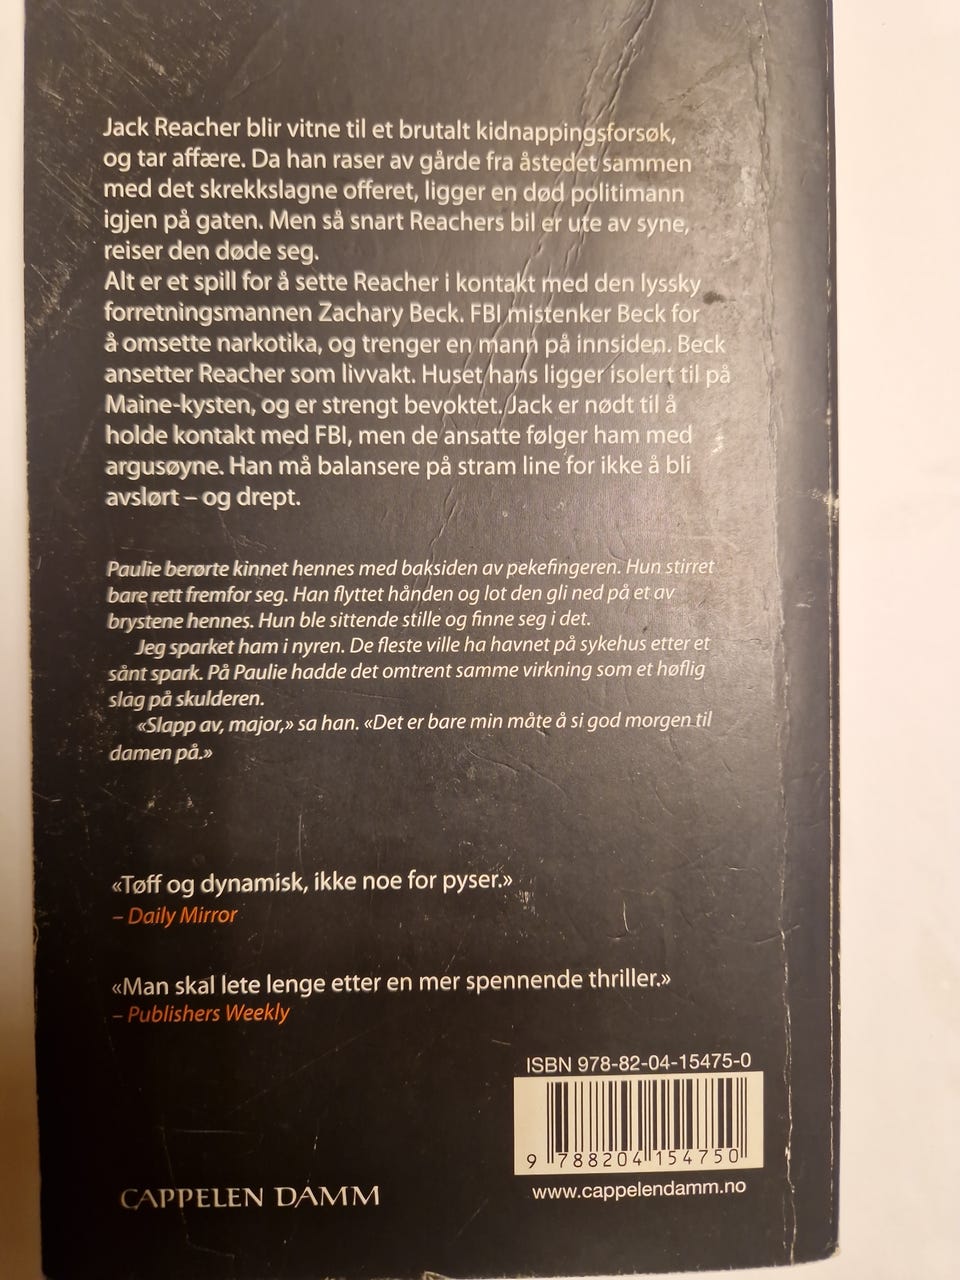 Jack Reacher blir vitne til et brutalt kidnappingsforsøk,
og tar affære. Da han raser av gårde fra åstedet sammen
med det skrekkslagne offeret, ligger en død politimann
igjen på gaten. Men så snart Reachers bil er ute av syne,
reiser den døde seg.
Alt er et spill for å sette Reacher i kontakt med den lyssky
forretningsmannen Zachary Beck. FBI mistenker Beck for
å omsette narkotika, og trenger en mann på innsiden. Beck
ansetter Reacher som livvakt. Huset hans ligger isolert til på
Maine-kysten, og er strengt bevoktet. Jack er nødt til å
holde kontakt med FBI, men de ansatte følger ham med
argusøyne. Han må balansere på stram line for ikke å bli
avslørt – og drept.
Paulie berørte kinnet hennes med baksiden av pekefingeren. Hun stirret
bare rett fremfor seg. Han flyttet hånden og lot den gli ned på et av
brystene hennes. Hun ble sittende stille og finne seg i det.
Jeg sparket ham i nyren. De fleste ville ha havnet på sykehus etter et
sånt spark. På Paulie hadde det omtrent samme virkning som et høflig
slag på skulderen.
«Slapp av, major,» sa han. «Det er bare min måte å si god morgen til
damen på.»
«Tøff og dynamisk, ikke noe for pyser.»
– Daily Mirror
«Man skal lete lenge etter en mer spennende thriller.»
– Publishers Weekly
ISBN 978-82-04-15475-0
9 788204 154750
www.cappelendamm.no
CAPPELEN DAMM